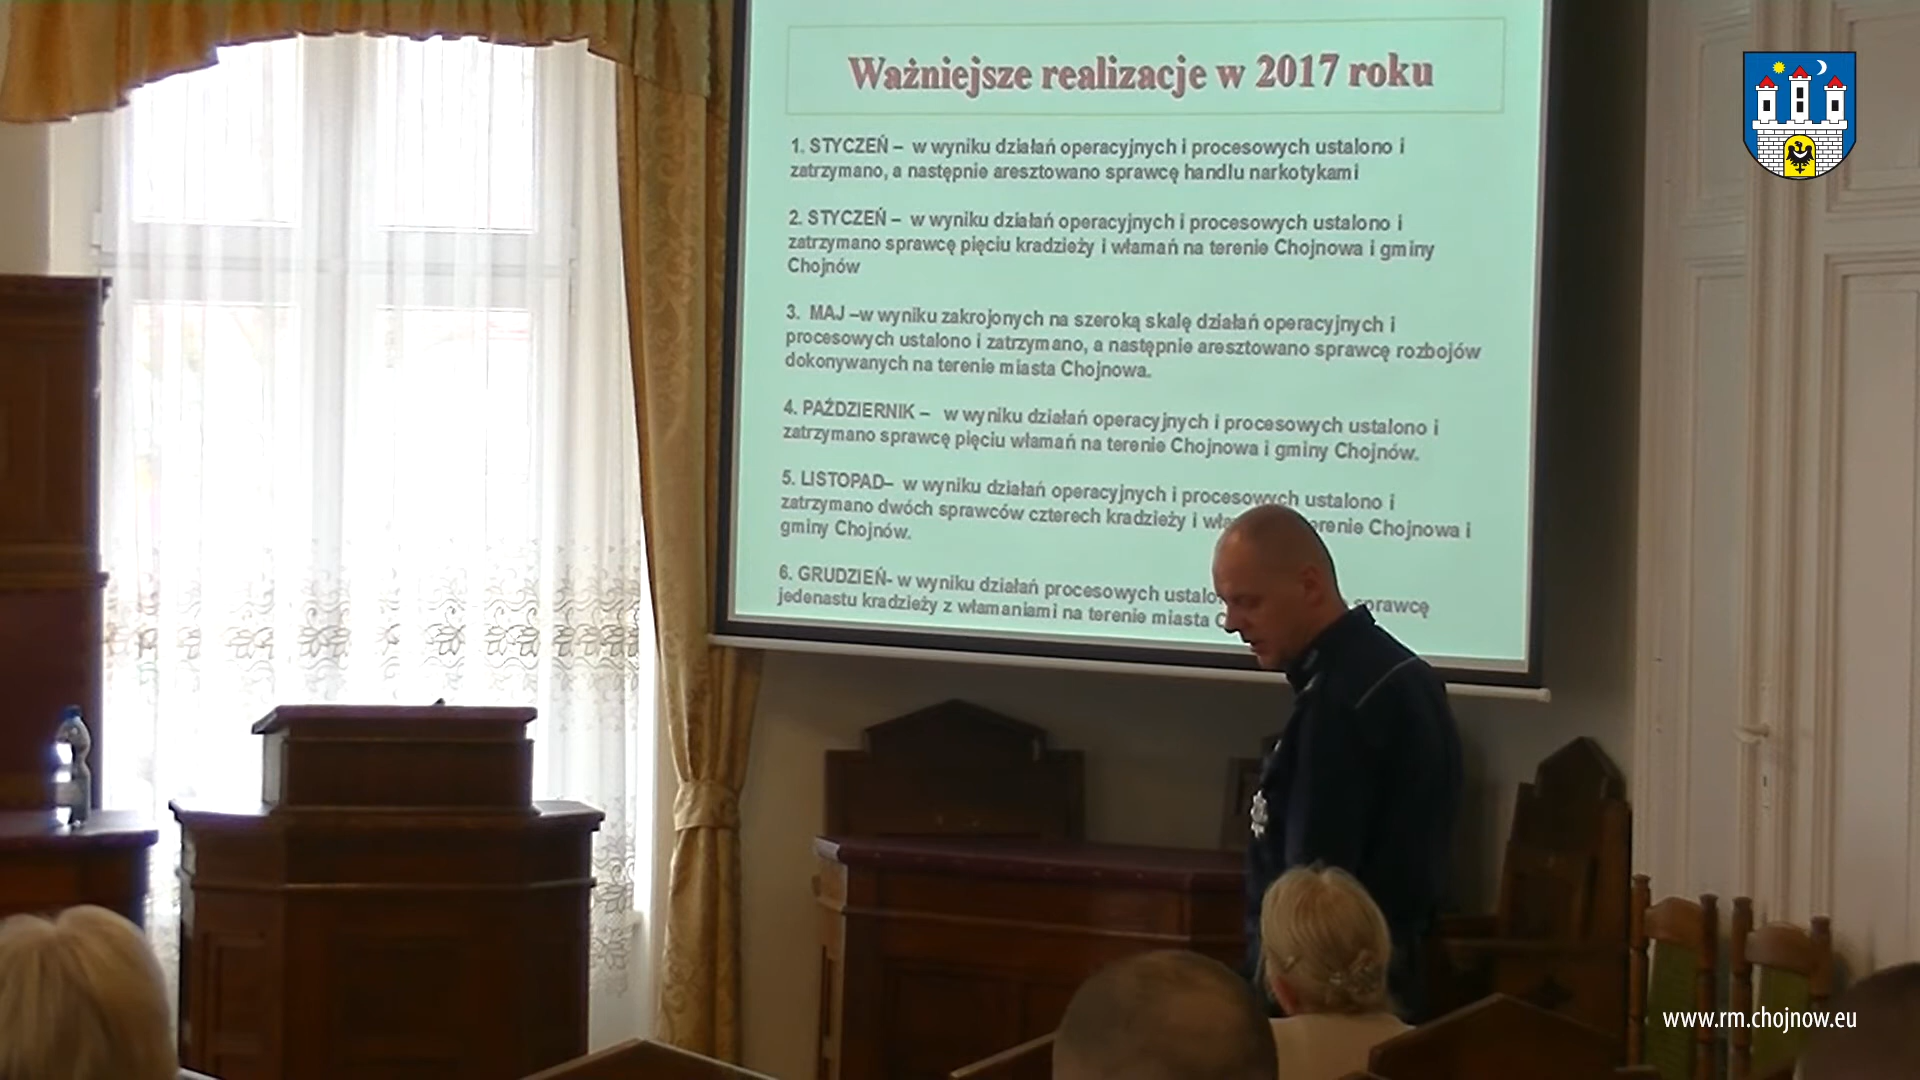 Ważniejsze realizacje w 2017 roku
1. STYCZEŃ – w wyniku działań operacyjnych i procesowych ustalono i
zatrzymano, a następnie aresztowano sprawcę handlu narkotykami
2. STYCZEŃ – w wyniku działań operacyjnych i procesowych ustalono i
zatrzymano sprawcę pięciu kradzieży i włamań na terenie Chojnowa i gminy
Chojnów
3. MAJ –w wyniku zakrojonych na szeroką skalę działań operacyjnych i
procesowych ustalono i zatrzymano, a następnie aresztowano sprawcę rozbojów
dokonywanych na terenie miasta Chojnowa.
4. PAŹDZIERNIK – w wyniku działań operacyjnych i procesowych ustalono i
zatrzymano sprawcę pięciu włamań na terenie Chojnowa i gminy Chojnów.
5. LISTOPAD– w wyniku działań operacyjnych i procesowych ustalono i
zatrzymano dwóch sprawców czterech kradzieży i terenie Chojnowa i
gminy Chojnów.
6. GRUDZIEŃ- w wyniku działań procesowych sprawcę
jedenastu kradzieży z włamaniami na terenie miasta
www.rm.chojnow.eu